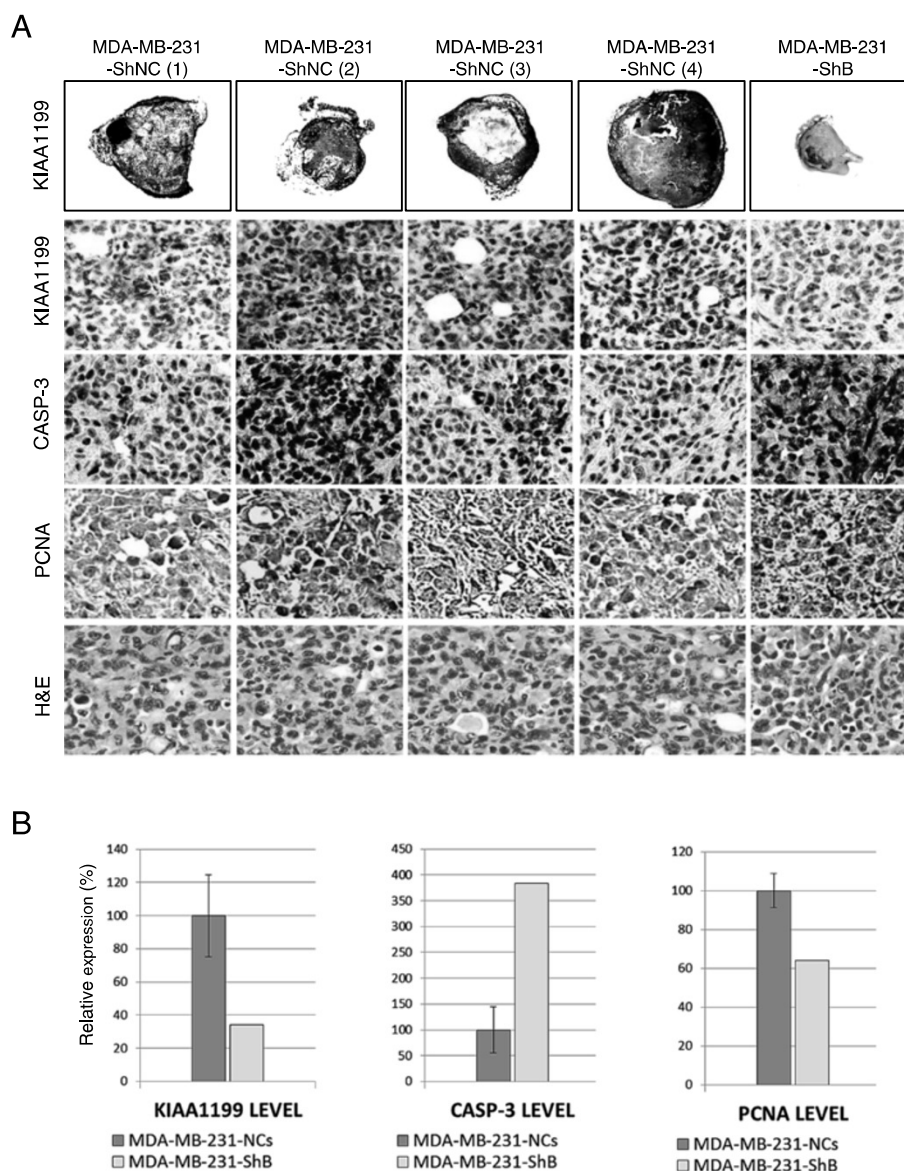 A
MDA-MB-231
-ShNC (1)
MDA-MB-231
-ShNC (2)
MDA-MB-231
-ShNC (3)
MDA-MB-231
-ShNC (4)
MDA-MB-231
-ShB
KIAA1199
KIAA1199
CASP-3
PCNA
H&E
B
Relative expression (%)
140
120
100
80
60
40
20
0
KIAA1199 LEVEL
MDA-MB-231-NCs
MDA-MB-231-ShB
450
400
350
300
250
200
150
100
50
0
CASP-3 LEVEL
MDA-MB-231-NCs
MDA-MB-231-ShB
120
100
80
60
40
20
0
PCNA LEVEL
MDA-MB-231-NCs
MDA-MB-231-ShB